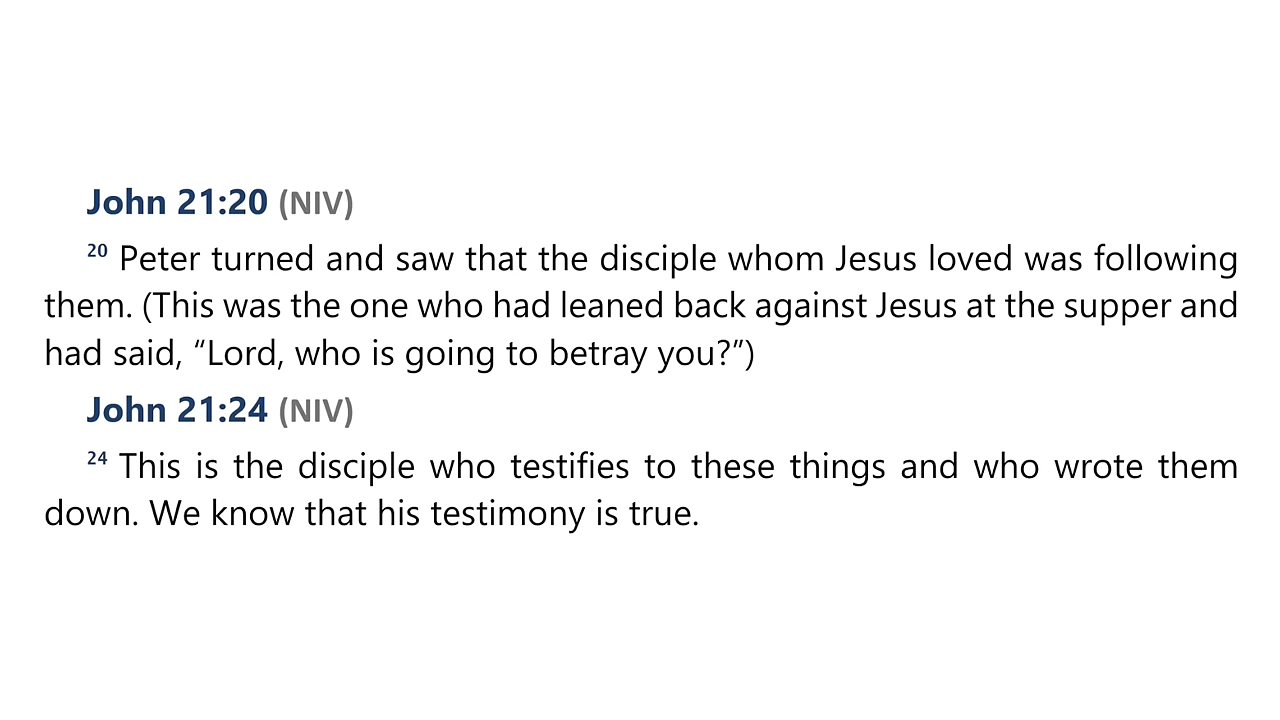 John 21:20 (NIV)
20 Peter turned and saw that the disciple whom Jesus loved was following
them. (This was the one who had leaned back against Jesus at the supper and
had said, “Lord, who is going to betray you?”)
John 21:24 (NIV)
24 This is the disciple who testifies to these things and who wrote them
down. We know that his testimony is true.